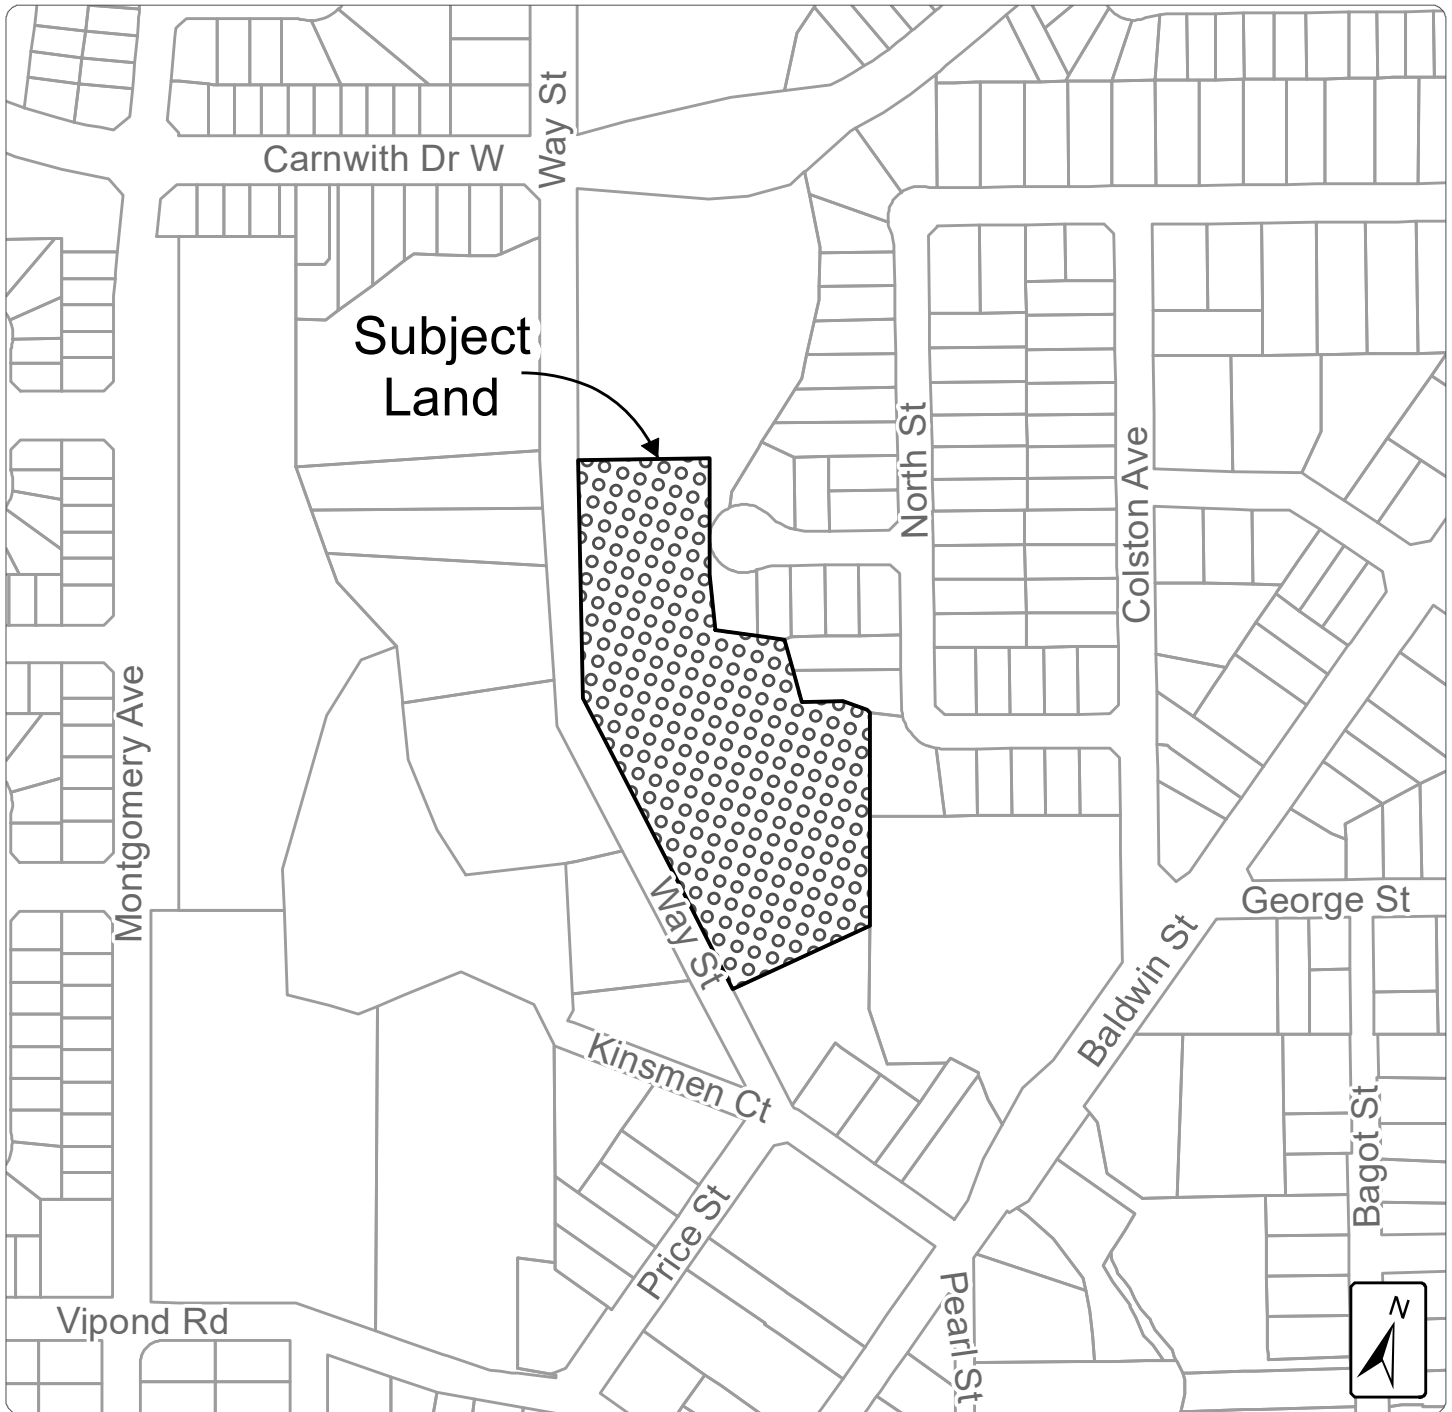 Way St
Carnwith Dr W
Subject
Land
North St
Colston Ave
Montgomery Ave
Way St
George St
Baldwin St
Kinsmen Ct
Bagot St
Price St
Pearl St
Vipond Rd
N